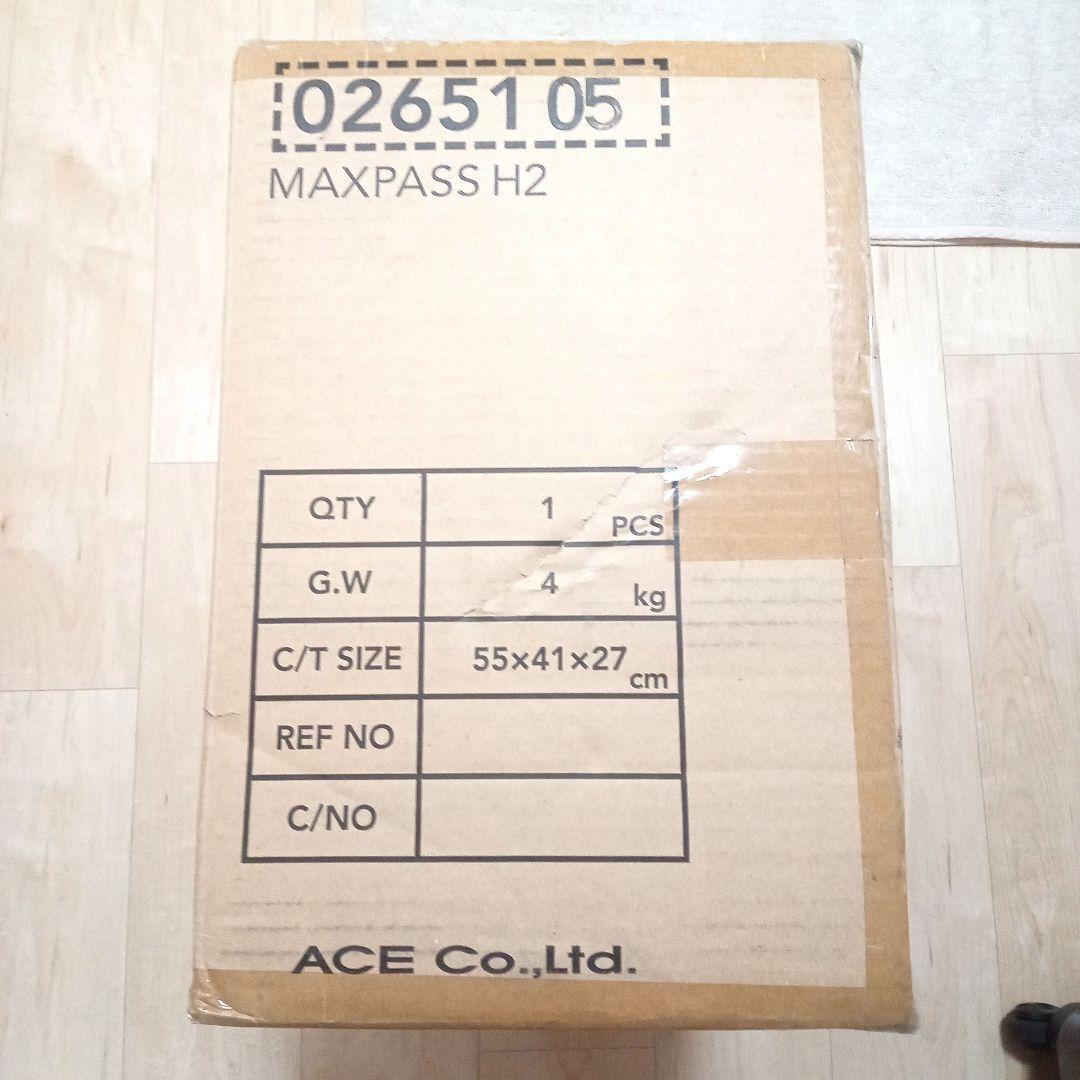 02651 05
MAXPASS H2
QTY 1 PCS
G.W 4 kg
C/T SIZE 55×41×27 cm
REF NO
C/NO
ACE Co.,Ltd.